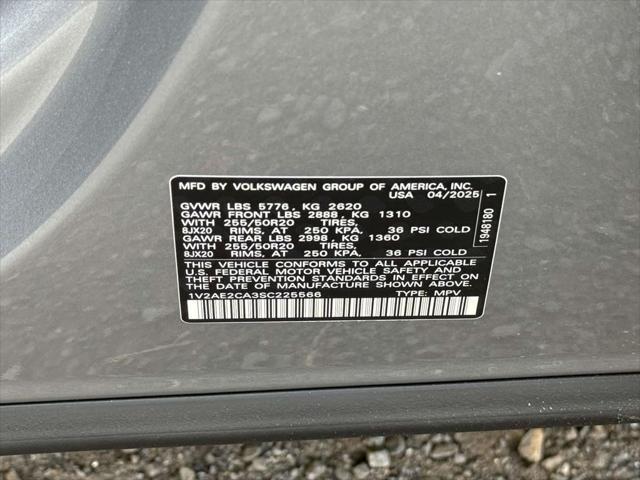 MFD BY VOLKSWAGEN GROUP OF AMERICA, INC.
USA 04/2025
GVWR LBS 5776 , KG 2620
GAWR FRONT LBS 2888 , KG 1310
WITH 255/50R20 TIRES,
8JX20 RIMS, AT 250 KPA, 36 PSI COLD
GAWR REAR LBS 2998 , KG 1360
WITH 255/50R20 TIRES,
8JX20 RIMS, AT 250 KPA, 36 PSI COLD
THIS VEHICLE CONFORMS TO ALL APPLICABLE
U.S. FEDERAL MOTOR VEHICLE SAFETY AND
THEFT PREVENTION STANDARDS IN EFFECT ON
THE DATE OF MANUFACTURE SHOWN ABOVE.
1V2AE2CA3SC225566 TYPE: MPV
1948180 1